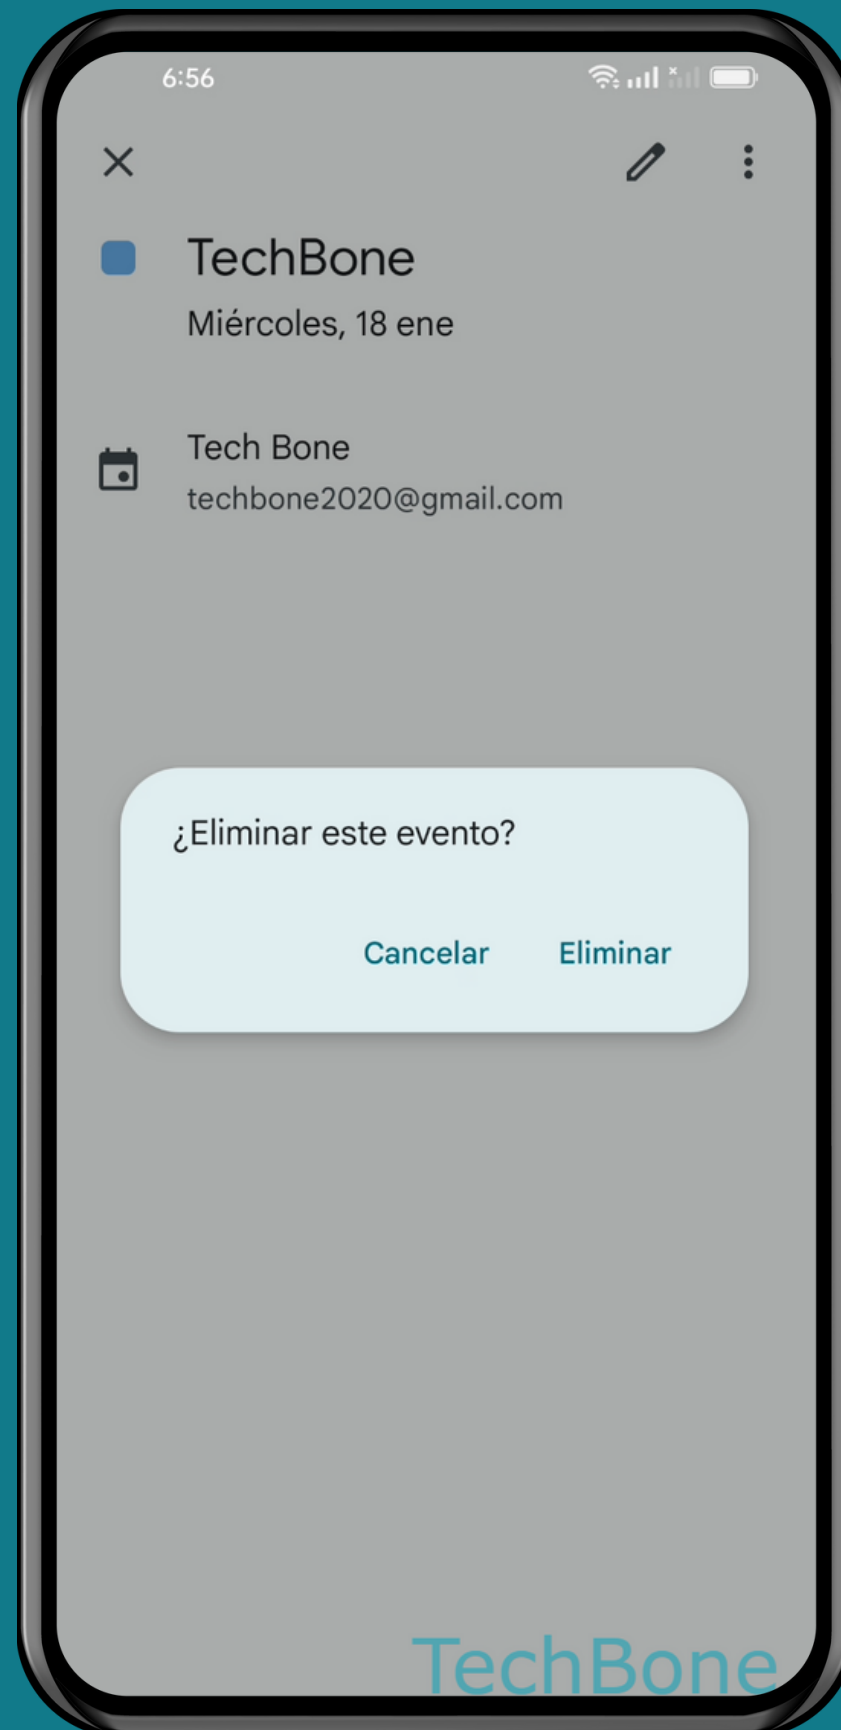 6:56
TechBone
Miércoles, 18 ene
Tech Bone
techbone2020@gmail.com
¿Eliminar este evento?
Cancelar Eliminar
TechBone